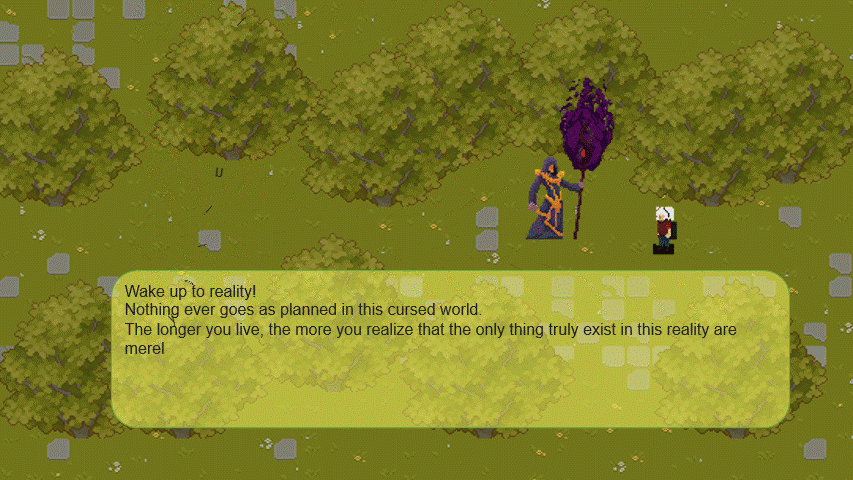 Wake up to reality!
Nothing ever goes as planned in this cursed world.
The longer you live, the more you realize that the only thing truly exist in this reality are
merel